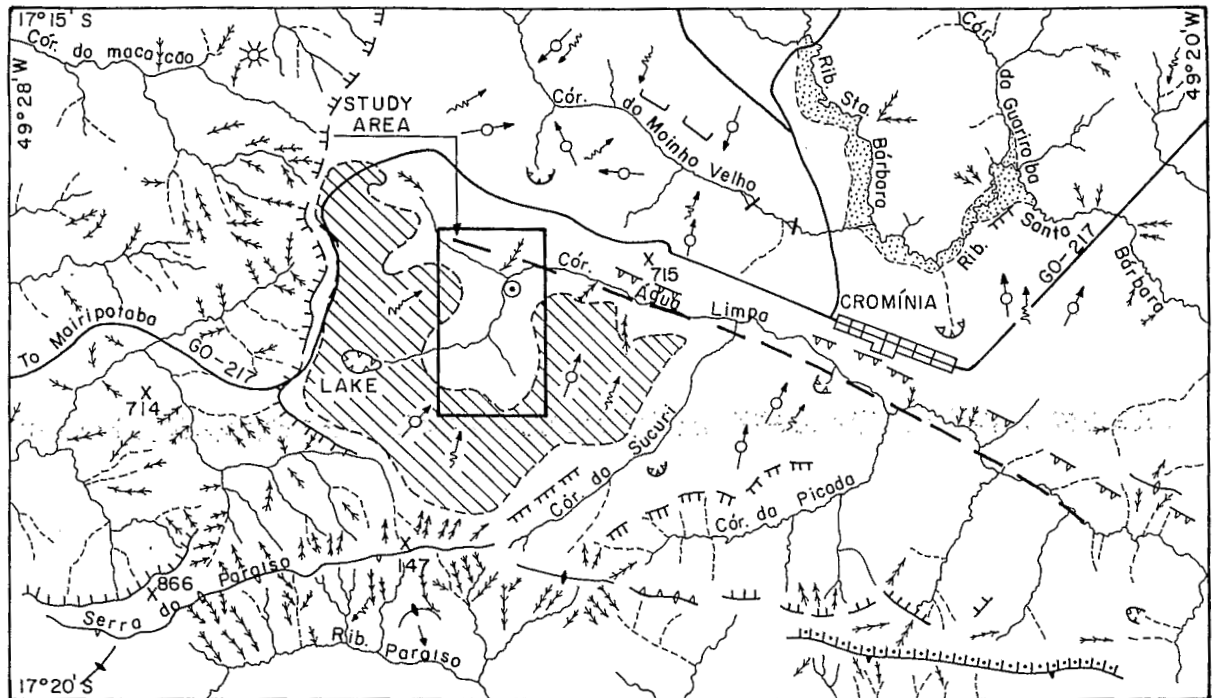 17°15' S
49°28' W
49°20' W
Cór. do macacão
STUDY
AREA
Cór. do Moinho Velho
Rib. Sta. Bárbara
Cór. da Guariroba
Rib. Santa Bárbara
GO-217
X 715
Cór. Água Limpa
CROMÍNIA
To Mairipotaba
GO-217
LAKE
X
714
Cór. da Sucuri
Cór. da Picada
X
147
X 866
Serra do Paraíso
Rib. Paraíso
17°20' S